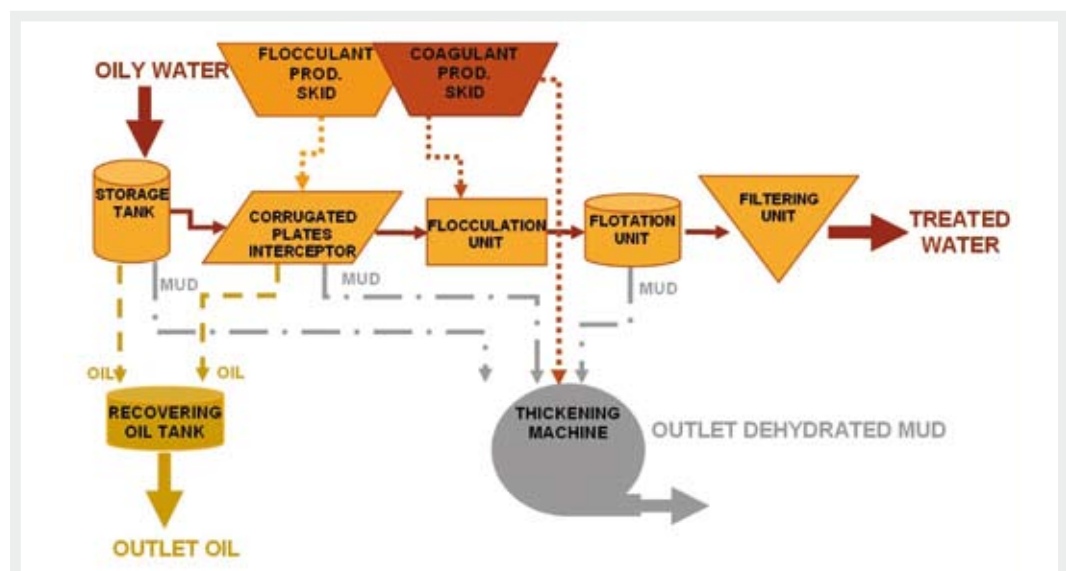 OILY WATER
FLOCCULANT
PROD.
SKID
COAGULANT
PROD.
SKID
STORAGE
TANK
CORRUGATED
PLATES
INTERCEPTOR
FLOCCULATION
UNIT
FLOTATION
UNIT
FILTERING
UNIT
TREATED
WATER
MUD
MUD
MUD
OIL
OIL
RECOVERING
OIL TANK
THICKENING
MACHINE
OUTLET DEHYDRATED MUD
OUTLET OIL